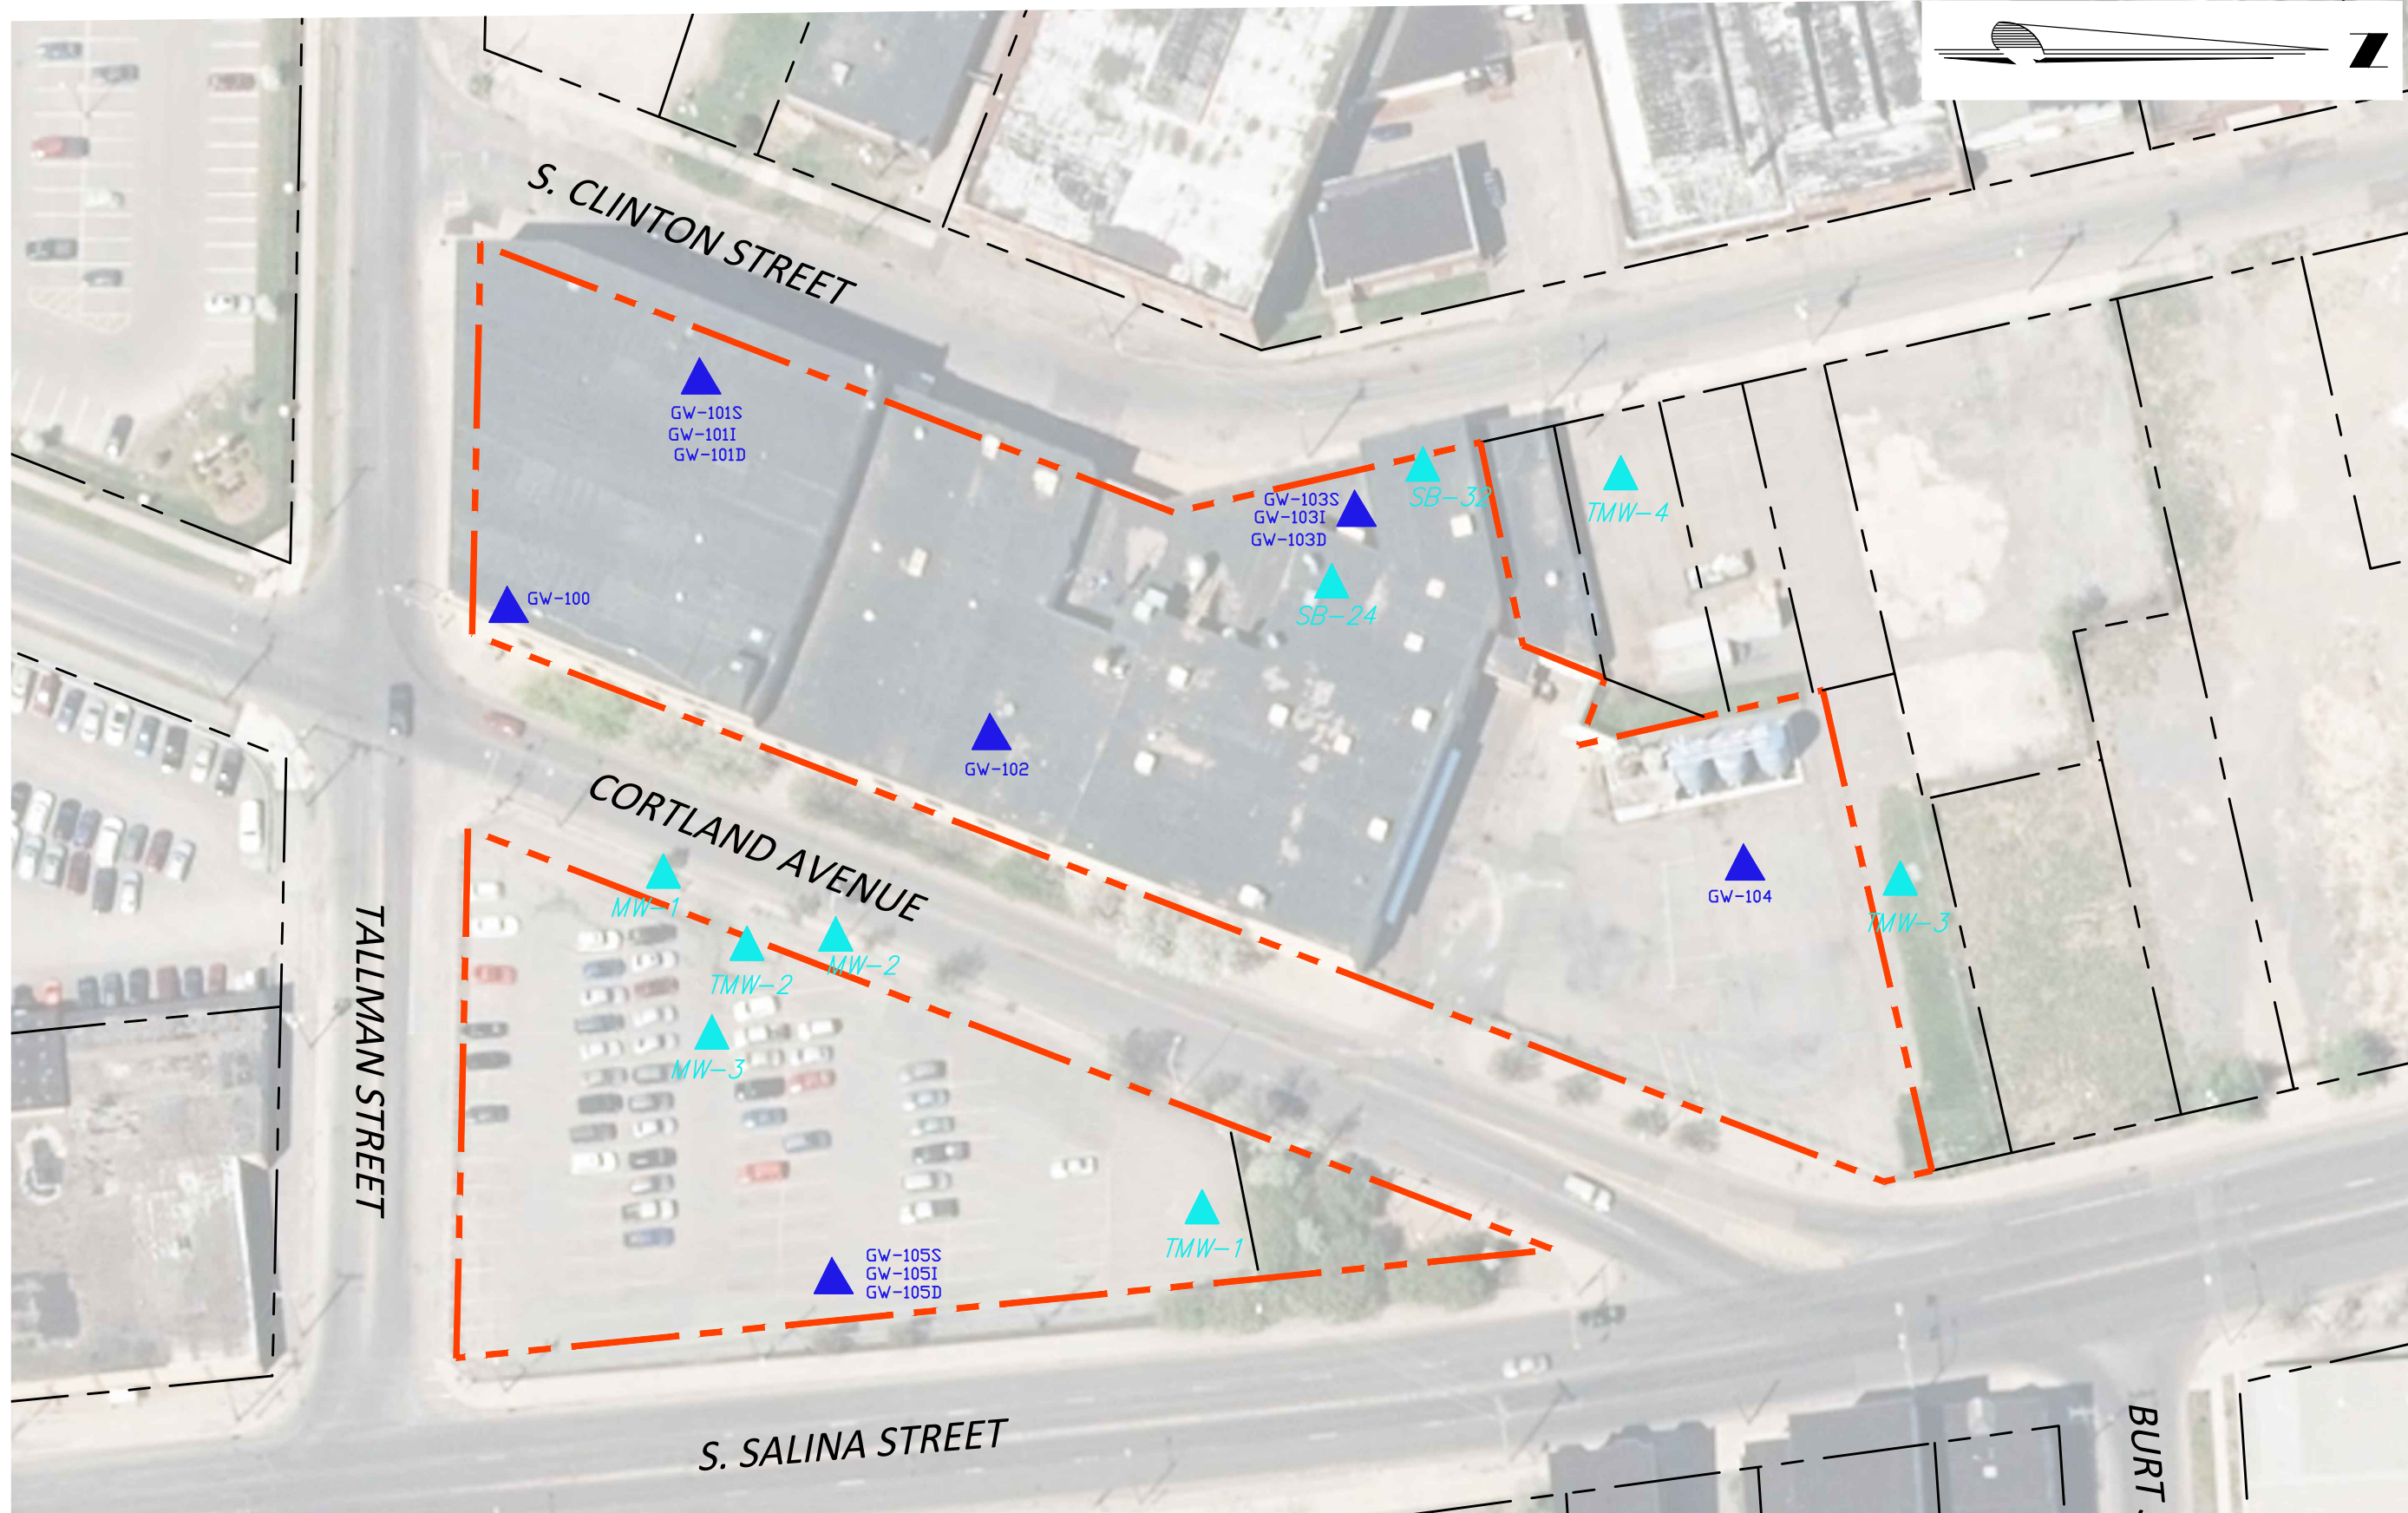 Z
S. CLINTON STREET
GW-101S
GW-101I
GW-101D
GW-103S
GW-103I
GW-103D
SB-32
TMW-4
SB-24
GW-100
GW-102
CORTLAND AVENUE
MW-1
TMW-2
MW-2
MW-3
GW-104
TMW-3
TALLMAN STREET
TMW-1
GW-105S
GW-105I
GW-105D
S. SALINA STREET
BURT